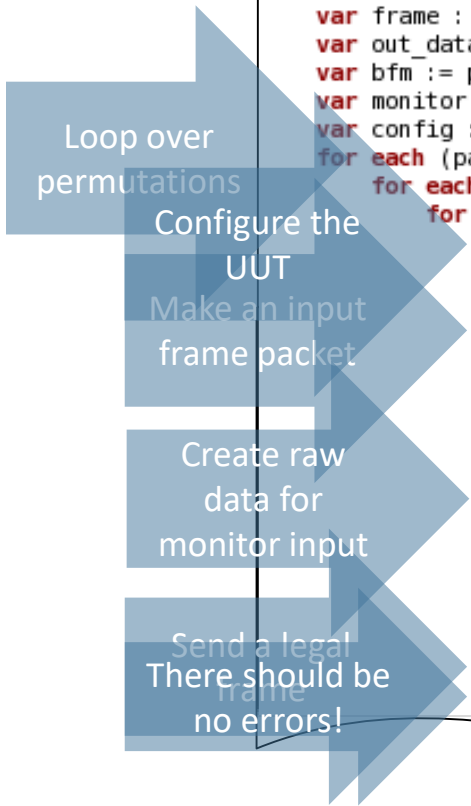 var frame :
var out_data
var bfm := p
var monitor
var config :
for each (pa
for each
for
Loop over
permutations
Configure the
UUT
Make an input
frame packet
Create raw
data for
monitor input
Send a legal
frame
There should be
no errors!